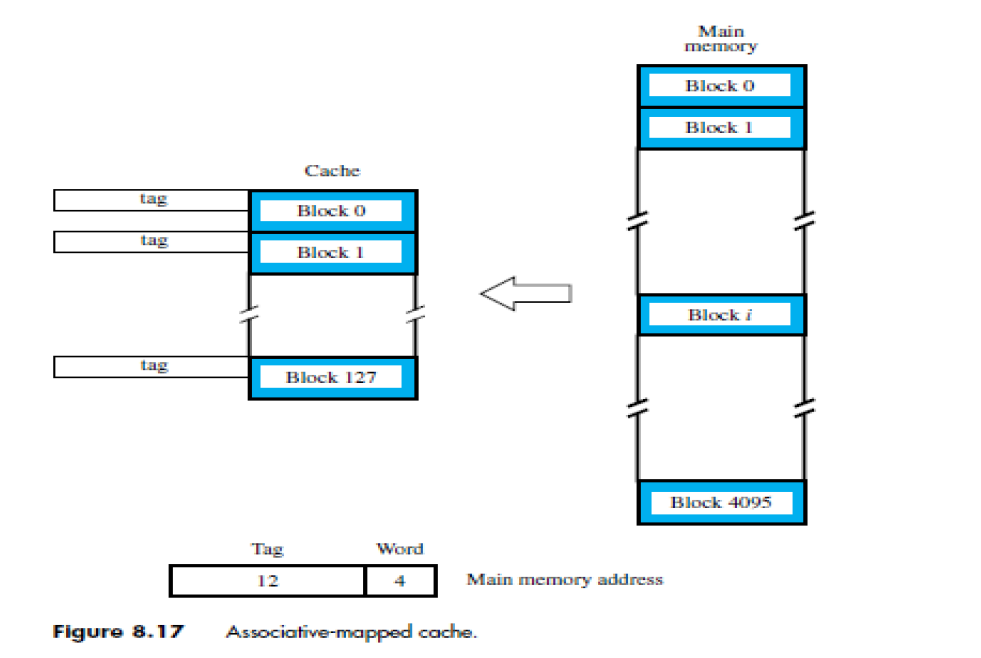 Main
memory
Block 0
Block 1
Cache
tag
Block 0
tag
Block 1
Block i
tag
Block 127
Block 4095
Tag Word
12 4 Main memory address
Figure 8.17 Associative-mapped cache.